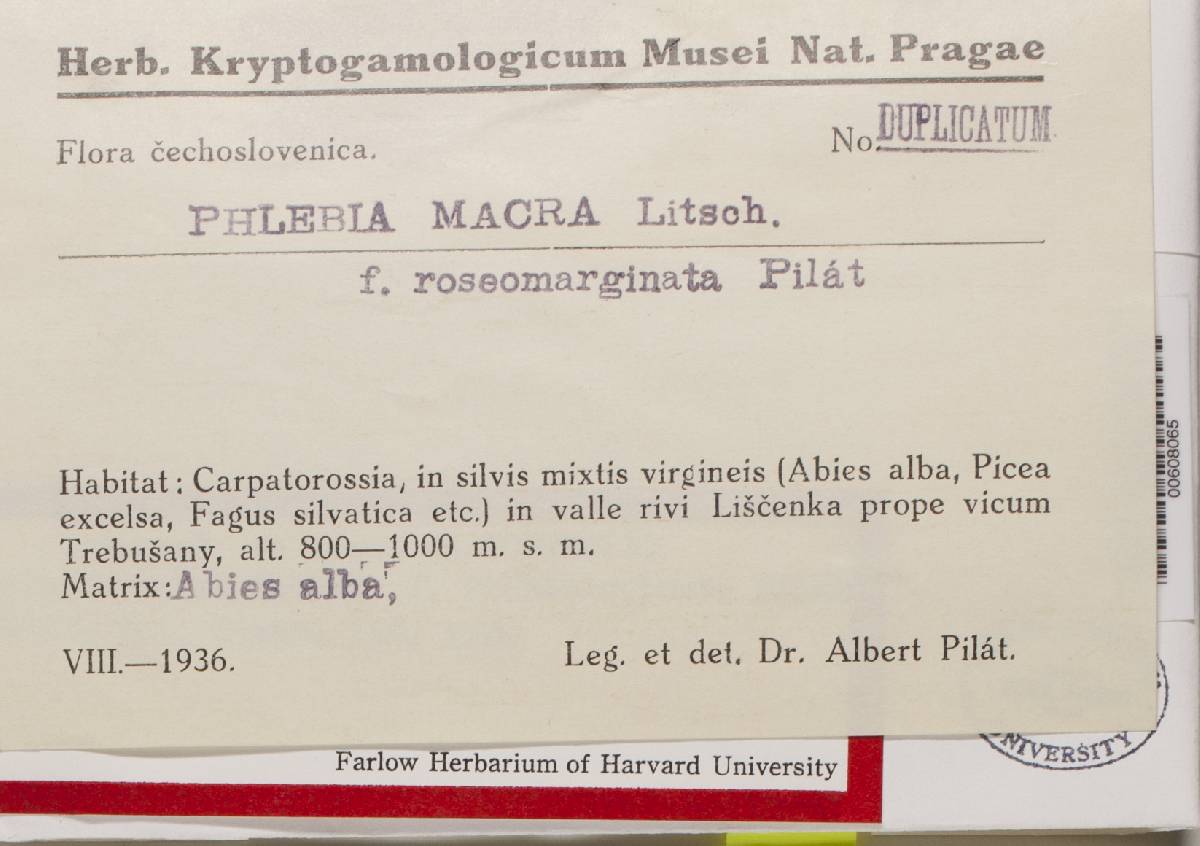 Herb. Kryptogamologicum Musei Nat. Pragae
Flora čechoslovenica.
No. DUPLICATUM
PHLEBIA MACRA Litsch.
f. roseomarginata Pilát
Habitat: Carpatorossia, in silvis mixtis virgineis (Abies alba, Picea
excelsa, Fagus silvatica etc.) in valle rivi Liščenka prope vicum
Trebušany, alt. 800—1000 m. s. m.
Matrix: Abies alba,
VIII.—1936.
Leg. et det. Dr. Albert Pilát.
Farlow Herbarium of Harvard University
00608065